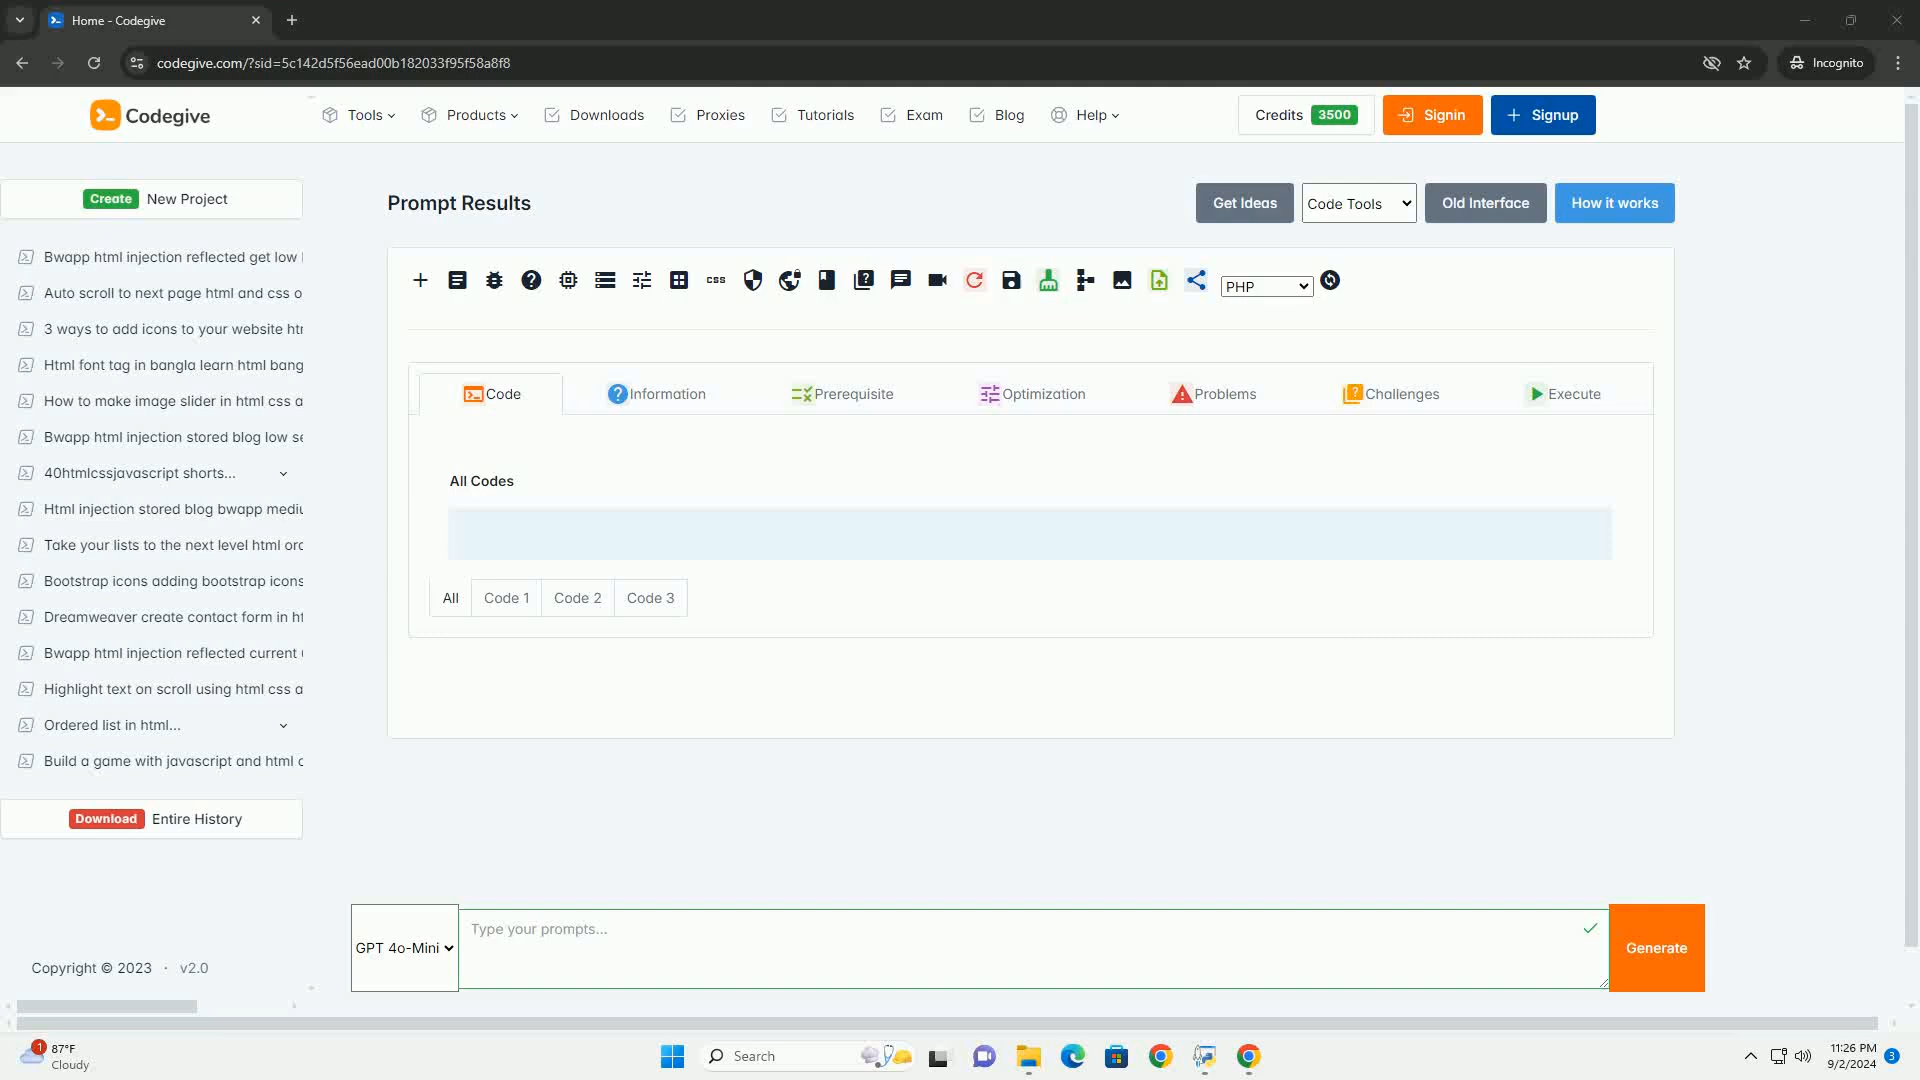 Home - Codegive
codegive.com/?sid=5c142d5f56ead00b182033f95f58a8f8
Incognito
Codegive
Tools
Products
Downloads
Proxies
Tutorials
Exam
Blog
Help
Credits 3500
Signin
Signup
Create New Project
Bwapp html injection reflected get low
Auto scroll to next page html and css o
3 ways to add icons to your website htr
Html font tag in bangla learn html bang
How to make image slider in html css a
Bwapp html injection stored blog low se
40htmlcssjavascript shorts...
Html injection stored blog bwapp mediu
Take your lists to the next level html orc
Bootstrap icons adding bootstrap icons
Dreamweaver create contact form in ht
Bwapp html injection reflected current
Highlight text on scroll using html css a
Ordered list in html...
Build a game with javascript and html c
Download Entire History
Copyright © 2023 · v2.0
Prompt Results
Get Ideas
Code Tools
Old Interface
How it works
css
PHP
Code
Information
Prerequisite
Optimization
Problems
Challenges
Execute
All Codes
All
Code 1
Code 2
Code 3
GPT 4o-Mini
Type your prompts...
Generate
1
87°F
Cloudy
Search
11:26 PM
9/2/2024
3